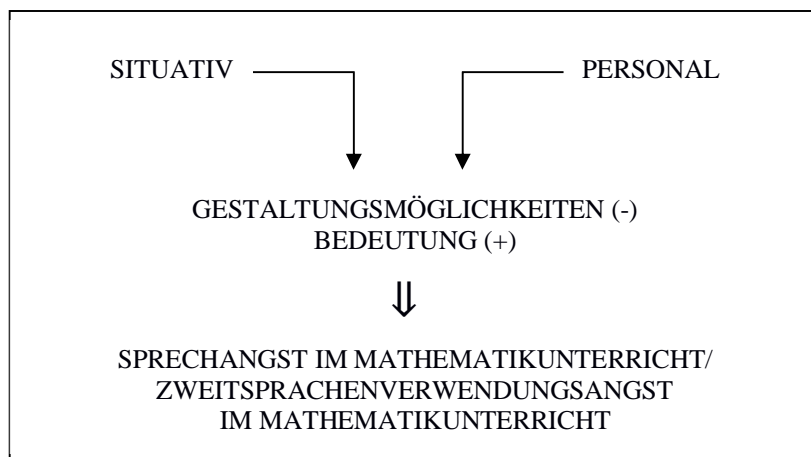 SITUATIV PERSONAL
GESTALTUNGSMÖGLICHKEITEN (-)
BEDEUTUNG (+)
SPRECHANGST IM MATHEMATIKUNTERRICHT/
ZWEITSPRACHENVERWENDUNGSANGST
IM MATHEMATIKUNTERRICHT